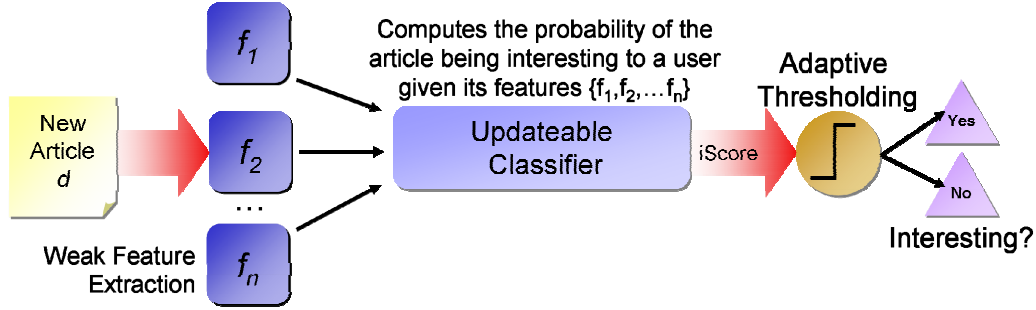 New
Article
d
f1
f2
...
fn
Weak Feature
Extraction
Computes the probability of the
article being interesting to a user
given its features {f1,f2,...fn}
Updateable
Classifier
iScore
Adaptive
Thresholding
Yes
No
Interesting?